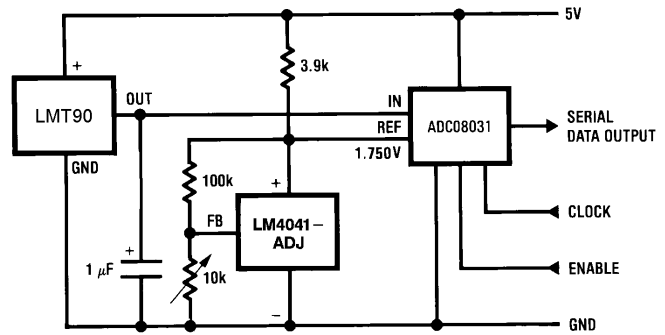 5V
3.9k
+
OUT
IN
LMT90
ADC08031
SERIAL
DATA OUTPUT
REF
1.750V
GND
100k
+
FB
LM4041–
ADJ
CLOCK
+
1 µF
10k
ENABLE
–
GND